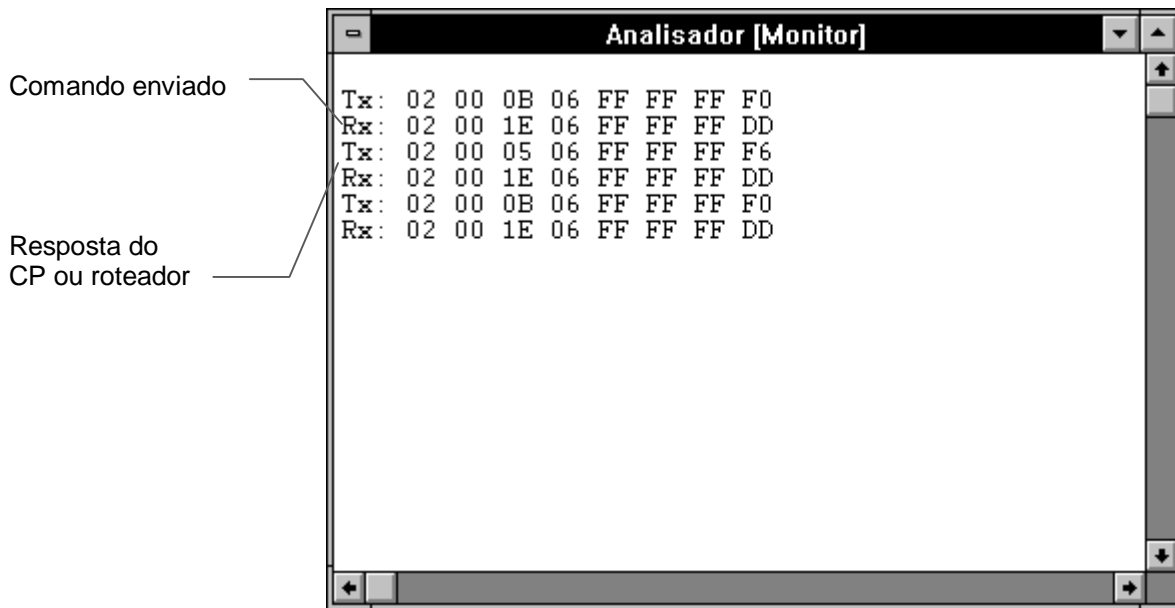 Analisador [Monitor]
Comando enviado
Tx: 02 00 0B 06 FF FF FF F0
Rx: 02 00 1E 06 FF FF FF DD
Tx: 02 00 05 06 FF FF FF F6
Rx: 02 00 1E 06 FF FF FF DD
Tx: 02 00 0B 06 FF FF FF F0
Rx: 02 00 1E 06 FF FF FF DD
Resposta do
CP ou roteador